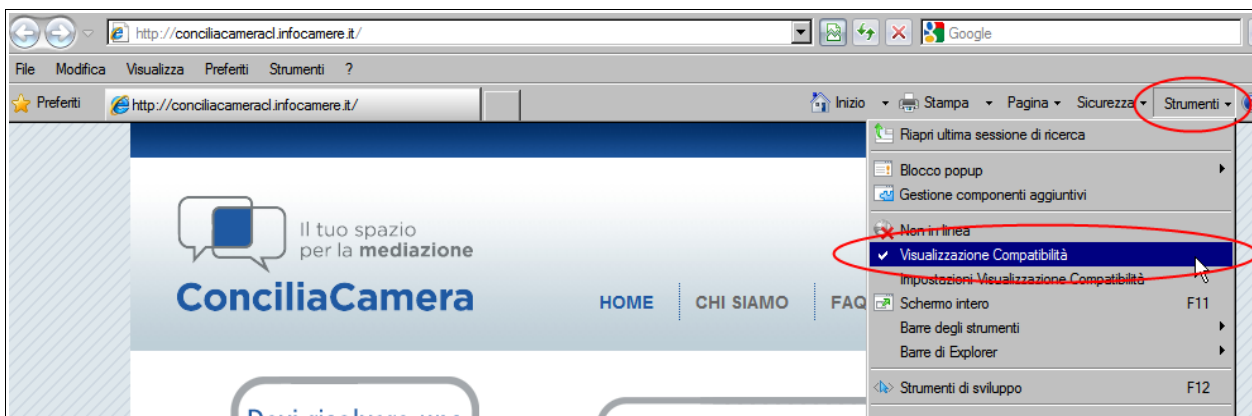 http://conciliacameracl.infocamere.it/
Google
File Modifica Visualizza Preferiti Strumenti ?
Preferiti
http://conciliacameracl.infocamere.it/
Inizio Stampa Pagina Sicurezza Strumenti
Riapri ultima sessione di ricerca
Blocco popup
Gestione componenti aggiuntivi
Non in linea
Visualizzazione Compatibilità
Impostazioni Visualizzazione Compatibilità
Schermo intero F11
Barre degli strumenti
Barre di Explorer
Strumenti di sviluppo F12
Il tuo spazio
per la mediazione
ConciliaCamera
HOME CHI SIAMO FAQ